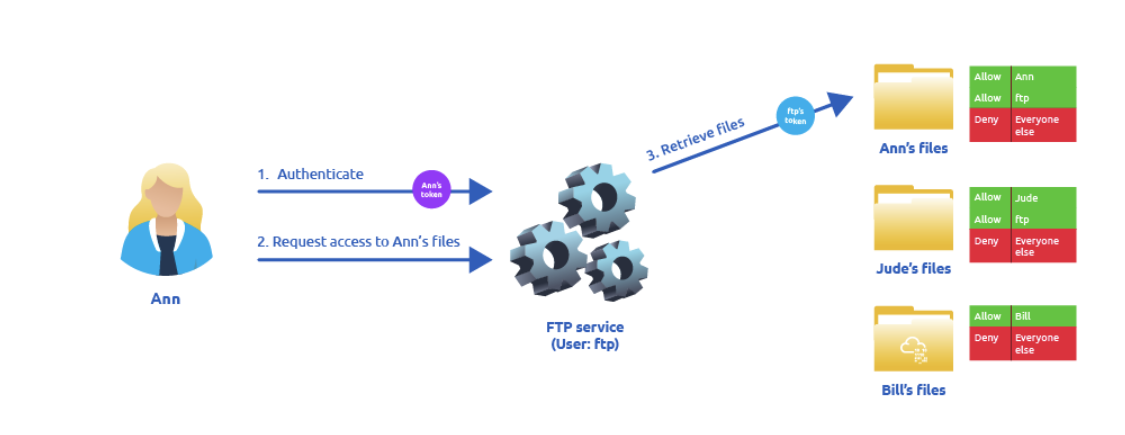 1. Authenticate
Ann's
token
2. Request access to Ann's files
Ann
FTP service
(User: ftp)
3. Retrieve files
ftp's
token
Ann's files
Allow Ann
Allow ftp
Deny Everyone
else
Jude's files
Allow Jude
Allow ftp
Deny Everyone
else
Bill's files
Allow Bill
Deny Everyone
else